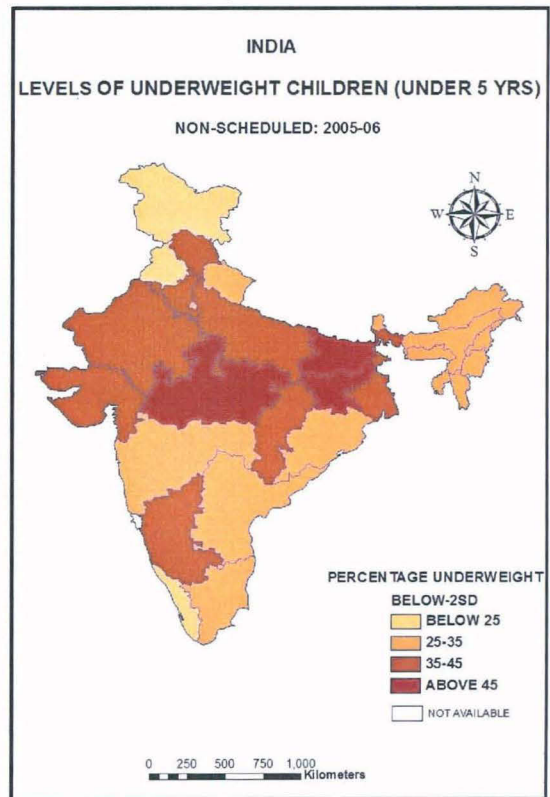 INDIA
LEVELS OF UNDERWEIGHT CHILDREN (UNDER 5 YRS)
NON-SCHEDULED: 2005-06
N
W E
S
PERCENTAGE UNDERWEIGHT
BELOW-2SD
BELOW 25
25-35
35-45
ABOVE 45
NOT AVAILABLE
0 250 500 750 1,000
Kilometers